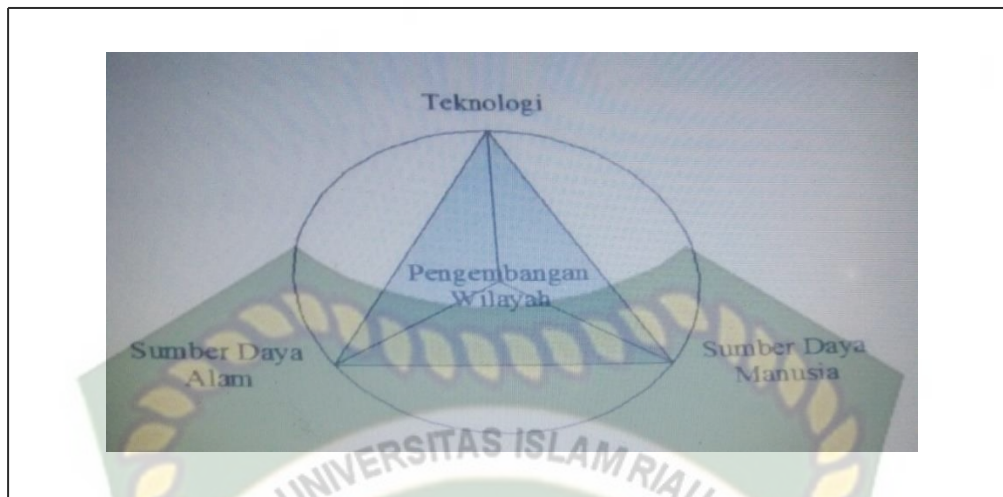 Teknologi
Pengembangan
Wilayah
Sumber Daya
Alam
Sumber Daya
Manusia
UNIVERSITAS ISLAM RIAU